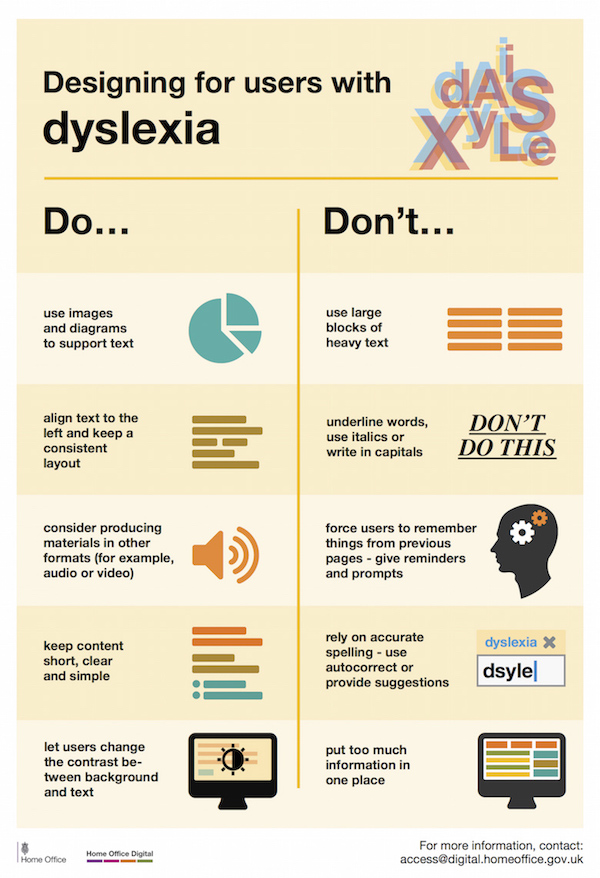 Designing for users with
dyslexia
Do...
use images
and diagrams
to support text
align text to the
left and keep a
consistent
layout
consider producing
materials in other
formats (for example,
audio or video)
keep content
short, clear
and simple
let users change
the contrast be-
tween background
and text
Don't...
use large
blocks of
heavy text
underline words,
use italics or
write in capitals
DON'T
DO THIS
force users to remember
things from previous
pages - give reminders
and prompts
rely on accurate
spelling - use
autocorrect or
provide suggestions
dyslexia
dsyle
put too much
information in
one place
Home Office
Home Office Digital
For more information, contact:
access@digital.homeoffice.gov.uk